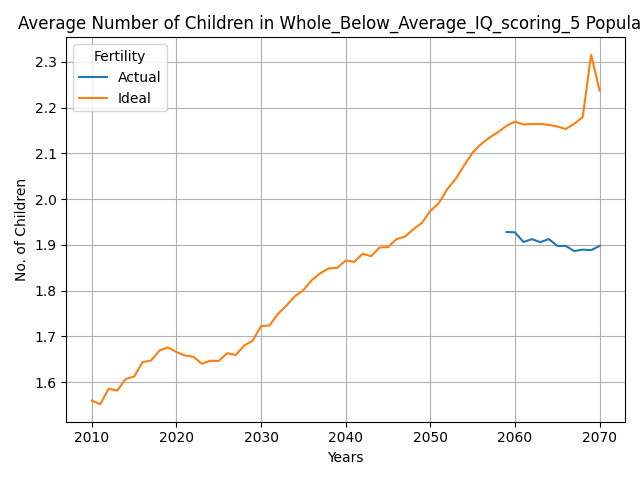 Average Number of Children in Whole_Below_Average_IQ_scoring_5 Popula
Fertility
Actual
Ideal
No. of Children
2.3
2.2
2.1
2.0
1.9
1.8
1.7
1.6
2010 2020 2030 2040 2050 2060 2070
Years